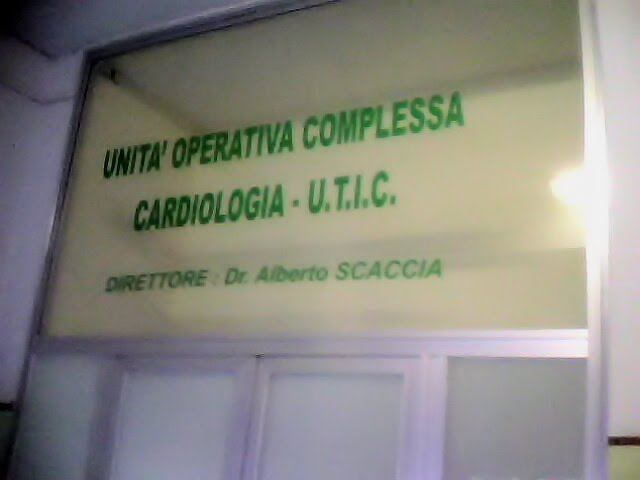 UNITA' OPERATIVA COMPLESSA
CARDIOLOGIA - U.T.I.C.
DIRETTORE : Dr. Alberto SCACCIA